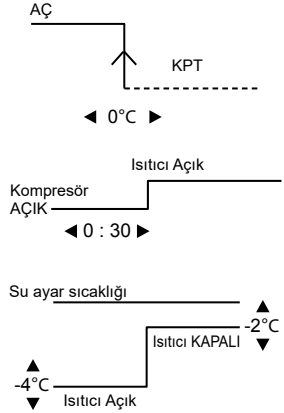 AÇ
KPT
◄ 0°C ►
Isıtıcı Açık
Kompresör
AÇIK
◄ 0 : 30 ►
Su ayar sıcaklığı
-2°C
Isıtıcı KAPALI
-4°C
Isıtıcı Açık